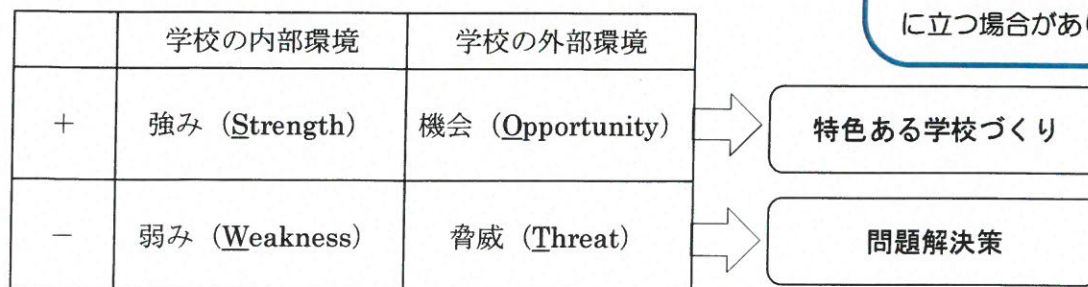 に立つ場合があ
学校の内部環境 学校の外部環境
+ 強み (Strength) 機会 (Opportunity) 特色ある学校づくり
- 弱み (Weakness) 脅威 (Threat) 問題解決策